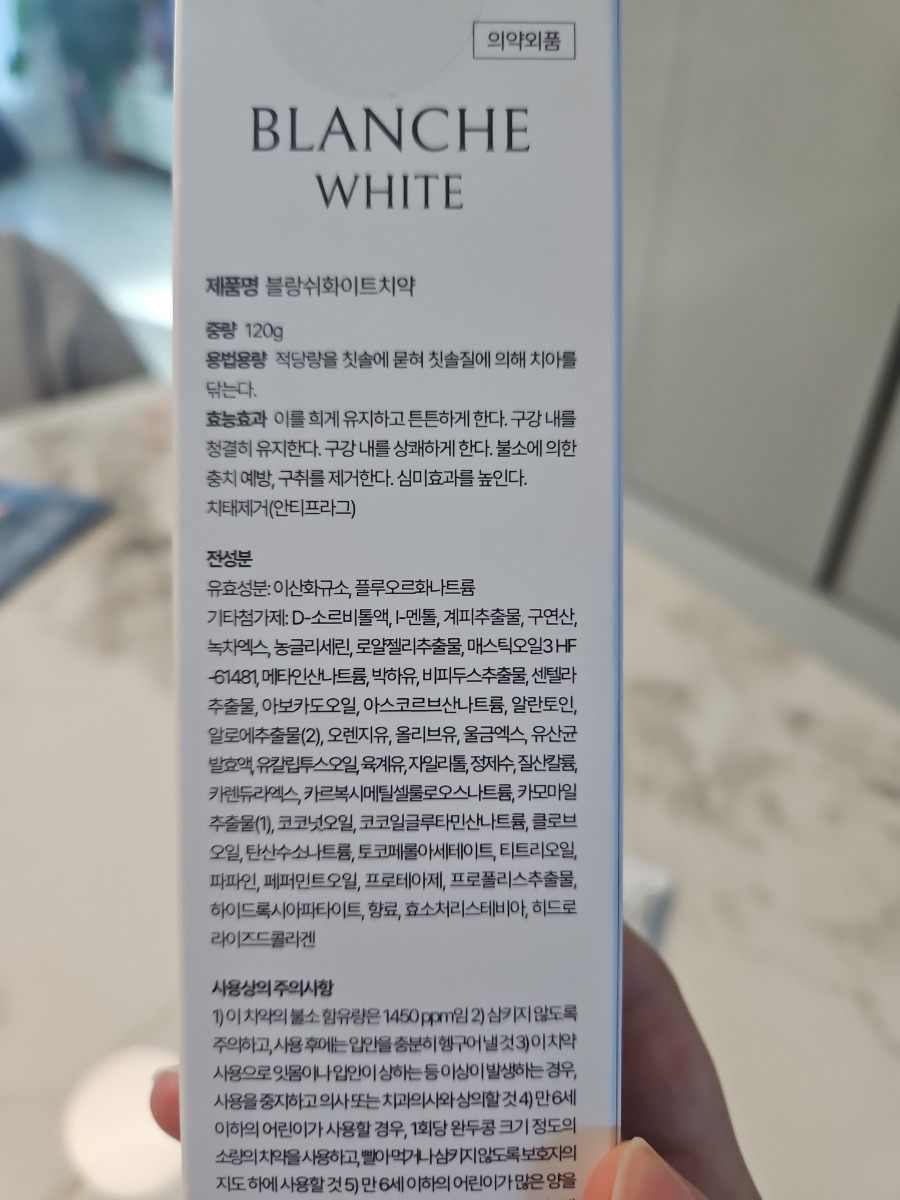 의약외품
BLANCHE
WHITE
제품명 블랑쉬화이트치약
중량 120g
용법용량 적당량을 칫솔에 묻혀 칫솔질에 의해 치아를
닦는다.
효능효과 이를 희게 유지하고 튼튼하게 한다. 구강 내를
청결히 유지한다. 구강 내를 상쾌하게 한다. 불소에 의한
충치 예방, 구취를 제거한다. 심미효과를 높인다.
치태제거(안티프라그)
전성분
유효성분: 이산화규소, 플루오르화나트륨
기타첨가제: D-소르비톨액, l-멘톨, 계피추출물, 구연산,
녹차엑스, 농글리세린, 로얄젤리추출물, 매스틱오일3 HF
-61481, 메타인산나트륨, 박하유, 비피두스추출물, 센텔라
추출물, 아보카도오일, 아스코르브산나트륨, 알란토인,
알로에추출물(2), 오렌지유, 올리브유, 울금엑스, 유산균
발효액, 유칼립투스오일, 육계유, 자일리톨, 정제수, 질산칼륨,
카렌듀라엑스, 카르복시메틸셀룰로오스나트륨, 카모마일
추출물(1), 코코넛오일, 코코일글루타민산나트륨, 클로브
오일, 탄산수소나트륨, 토코페롤아세테이트, 티트리오일,
파파인, 페퍼민트오일, 프로테아제, 프로폴리스추출물,
하이드록시아파타이트, 향료, 효소처리스테비아, 히드로
라이즈드콜라겐
사용상의 주의사항
1) 이 치약의 불소 함유량은 1450 ppm임 2) 삼키지 않도록
주의하고, 사용 후에는 입안을 충분히 헹구어 낼 것 3) 이 치약
사용으로 잇몸이나 입안이 상하는 등 이상이 발생하는 경우,
사용을 중지하고 의사 또는 치과의사와 상의할 것 4) 만 6세
이하의 어린이가 사용할 경우, 1회당 완두콩 크기 정도의
소량의 치약을 사용하고, 빨아 먹거나 삼키지 않도록 보호자의
지도 하에 사용할 것 5) 만 6세 이하의 어린이가 많은 양을